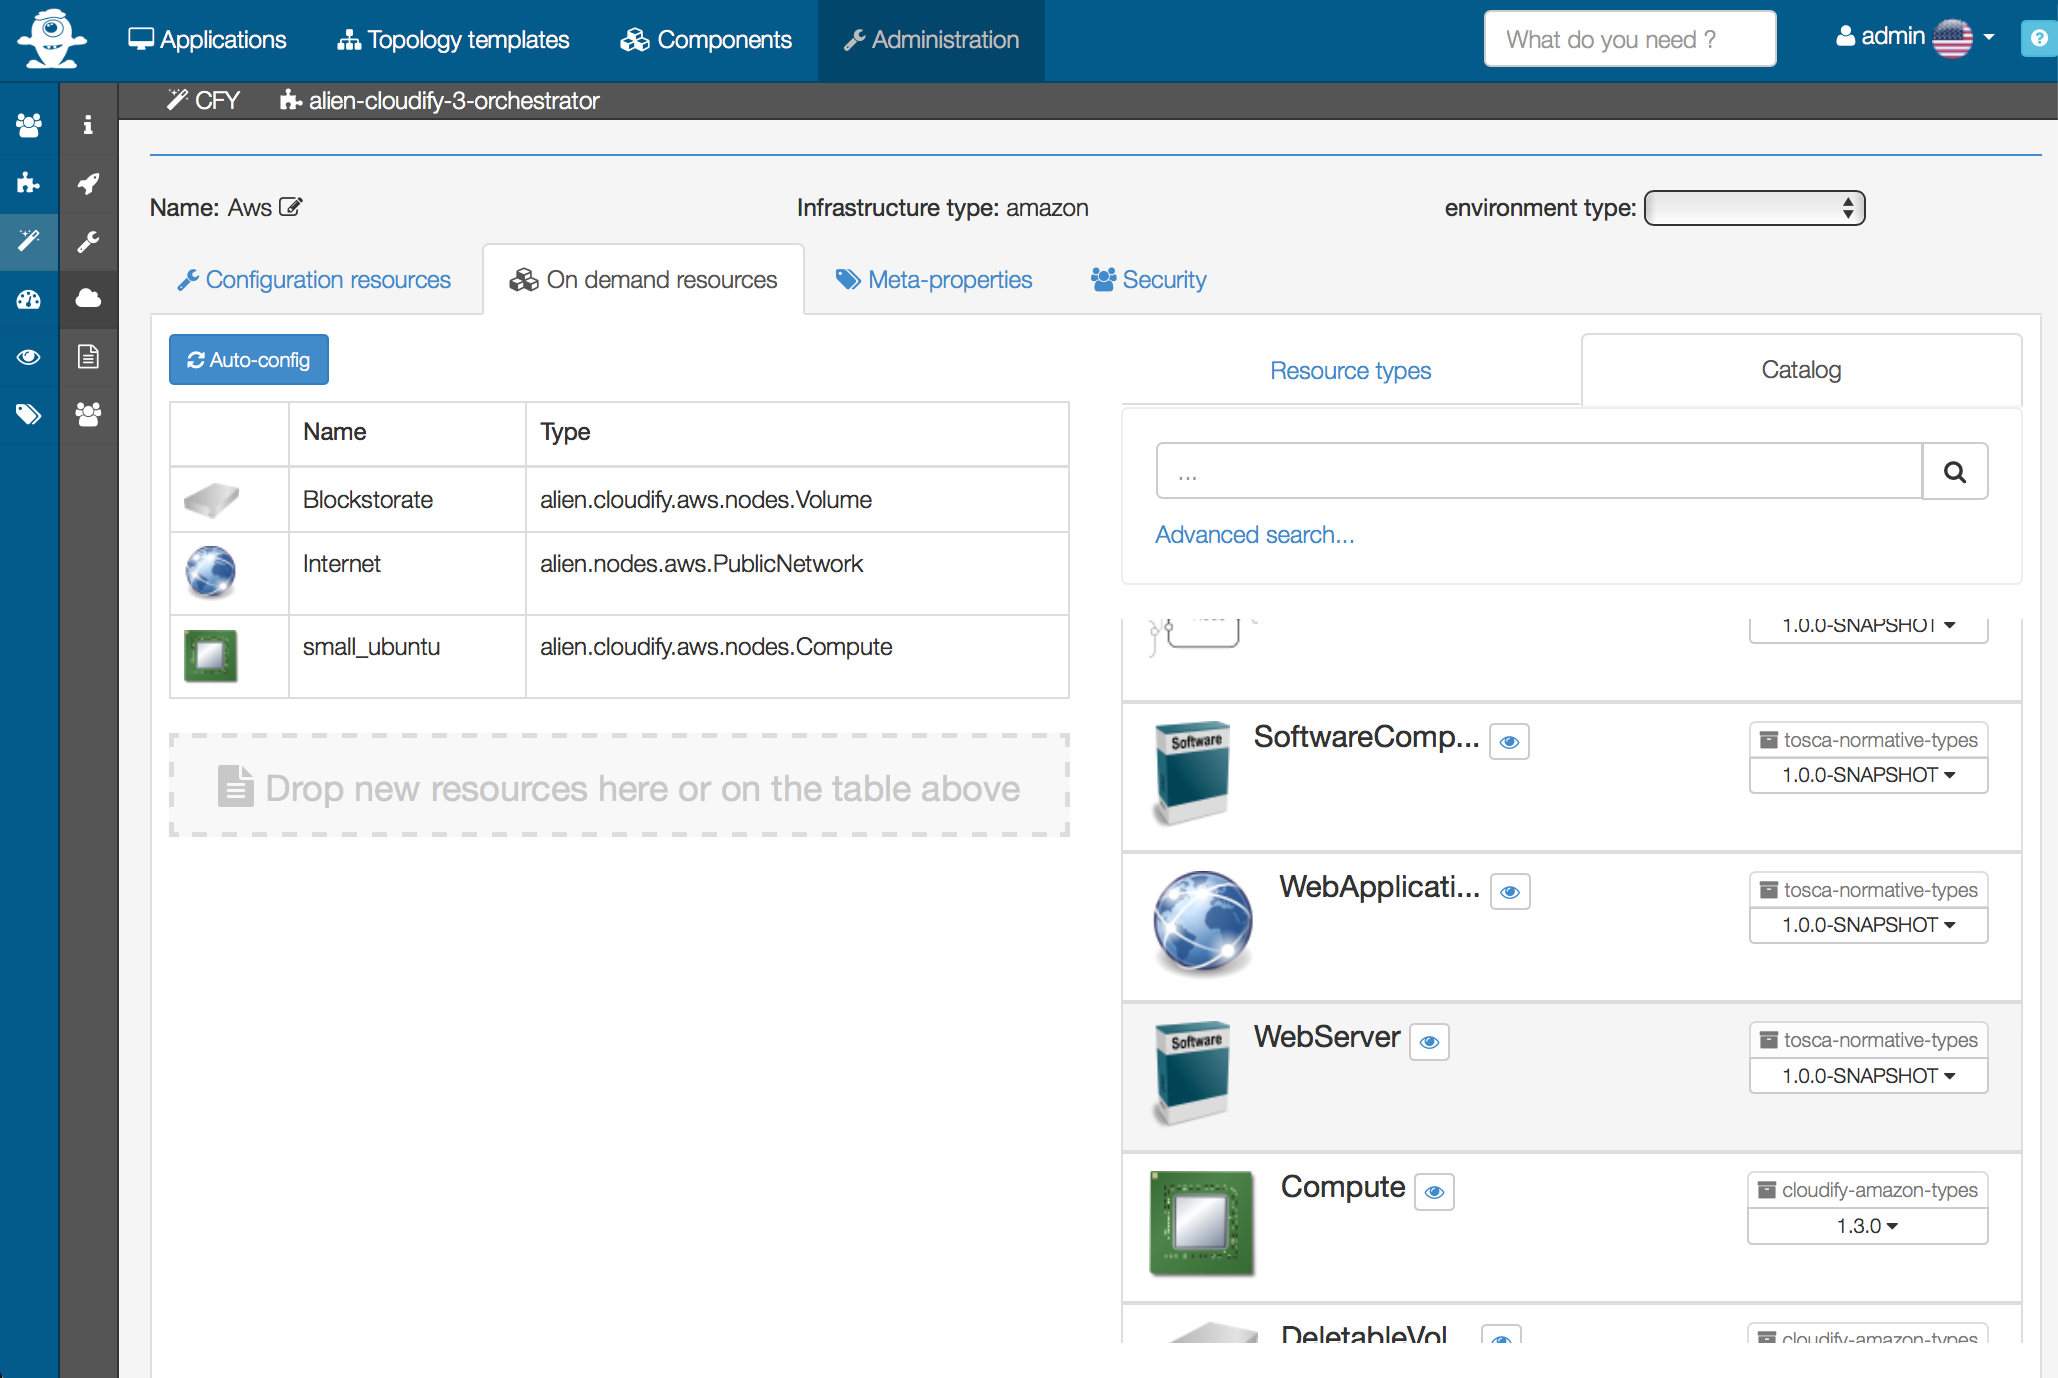 Applications
Topology templates
Components
Administration
What do you need ?
admin
CFY
alien-cloudify-3-orchestrator
Name: Aws
Infrastructure type: amazon
environment type:
Configuration resources
On demand resources
Meta-properties
Security
Auto-config
Name
Type
Blockstorate
alien.cloudify.aws.nodes.Volume
Internet
alien.nodes.aws.PublicNetwork
small_ubuntu
alien.cloudify.aws.nodes.Compute
Drop new resources here or on the table above
Resource types
Catalog
...
Advanced search...
1.0.0-SNAPSHOT
Software
SoftwareComp...
tosca-normative-types
1.0.0-SNAPSHOT
WebApplicati...
tosca-normative-types
1.0.0-SNAPSHOT
Software
WebServer
tosca-normative-types
1.0.0-SNAPSHOT
Compute
cloudify-amazon-types
1.3.0
DeletableVol
cloudify-amazon-types